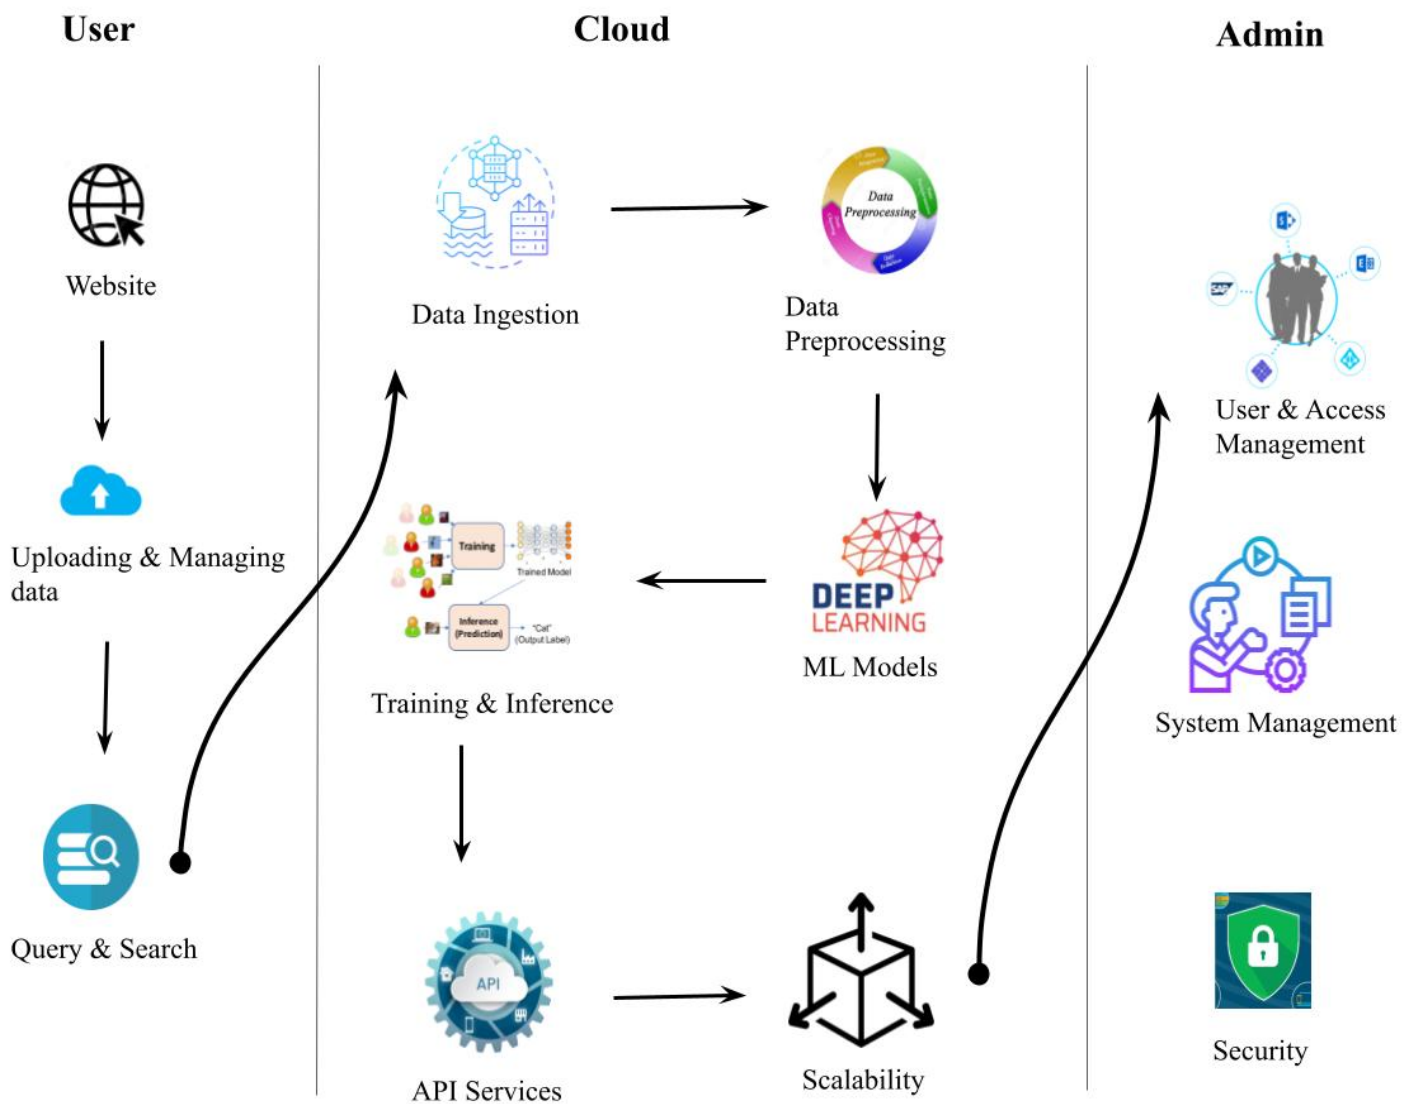 User
Cloud
Admin
Website
Uploading & Managing
data
Query & Search
Data Ingestion
Data
Preprocessing
Data
Preprocessing
Training
Trained Model
Inference
(Prediction)
"Cat"
(Output Label)
Training & Inference
DEEP
LEARNING
ML Models
API
API Services
Scalability
S
E
SAP
User & Access
Management
System Management
Security